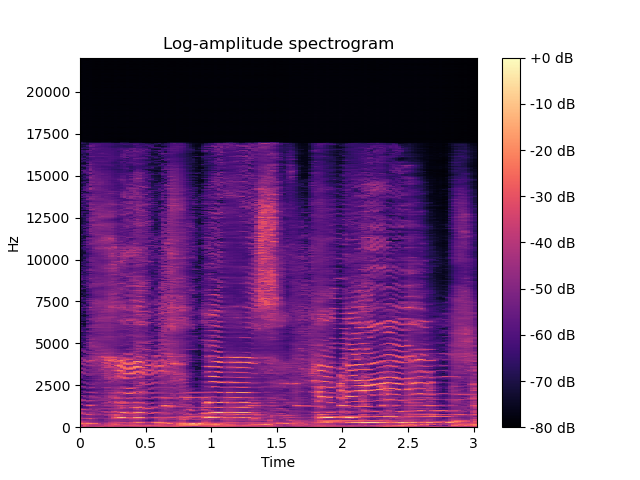 Log-amplitude spectrogram
20000
17500
15000
12500
10000
7500
5000
2500
0
Hz
0 0.5 1 1.5 2 2.5 3
Time
+0 dB
-10 dB
-20 dB
-30 dB
-40 dB
-50 dB
-60 dB
-70 dB
-80 dB